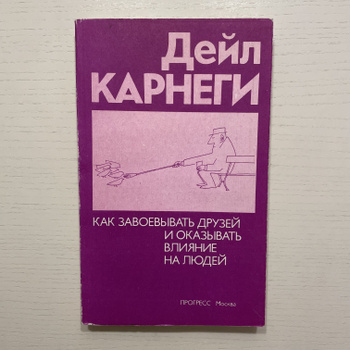 Дейл
КАРНЕГИ
КАК ЗАВОЕВЫВАТЬ ДРУЗЕЙ
И ОКАЗЫВАТЬ
ВЛИЯНИЕ
НА ЛЮДЕЙ
ПРОГРЕСС Москва